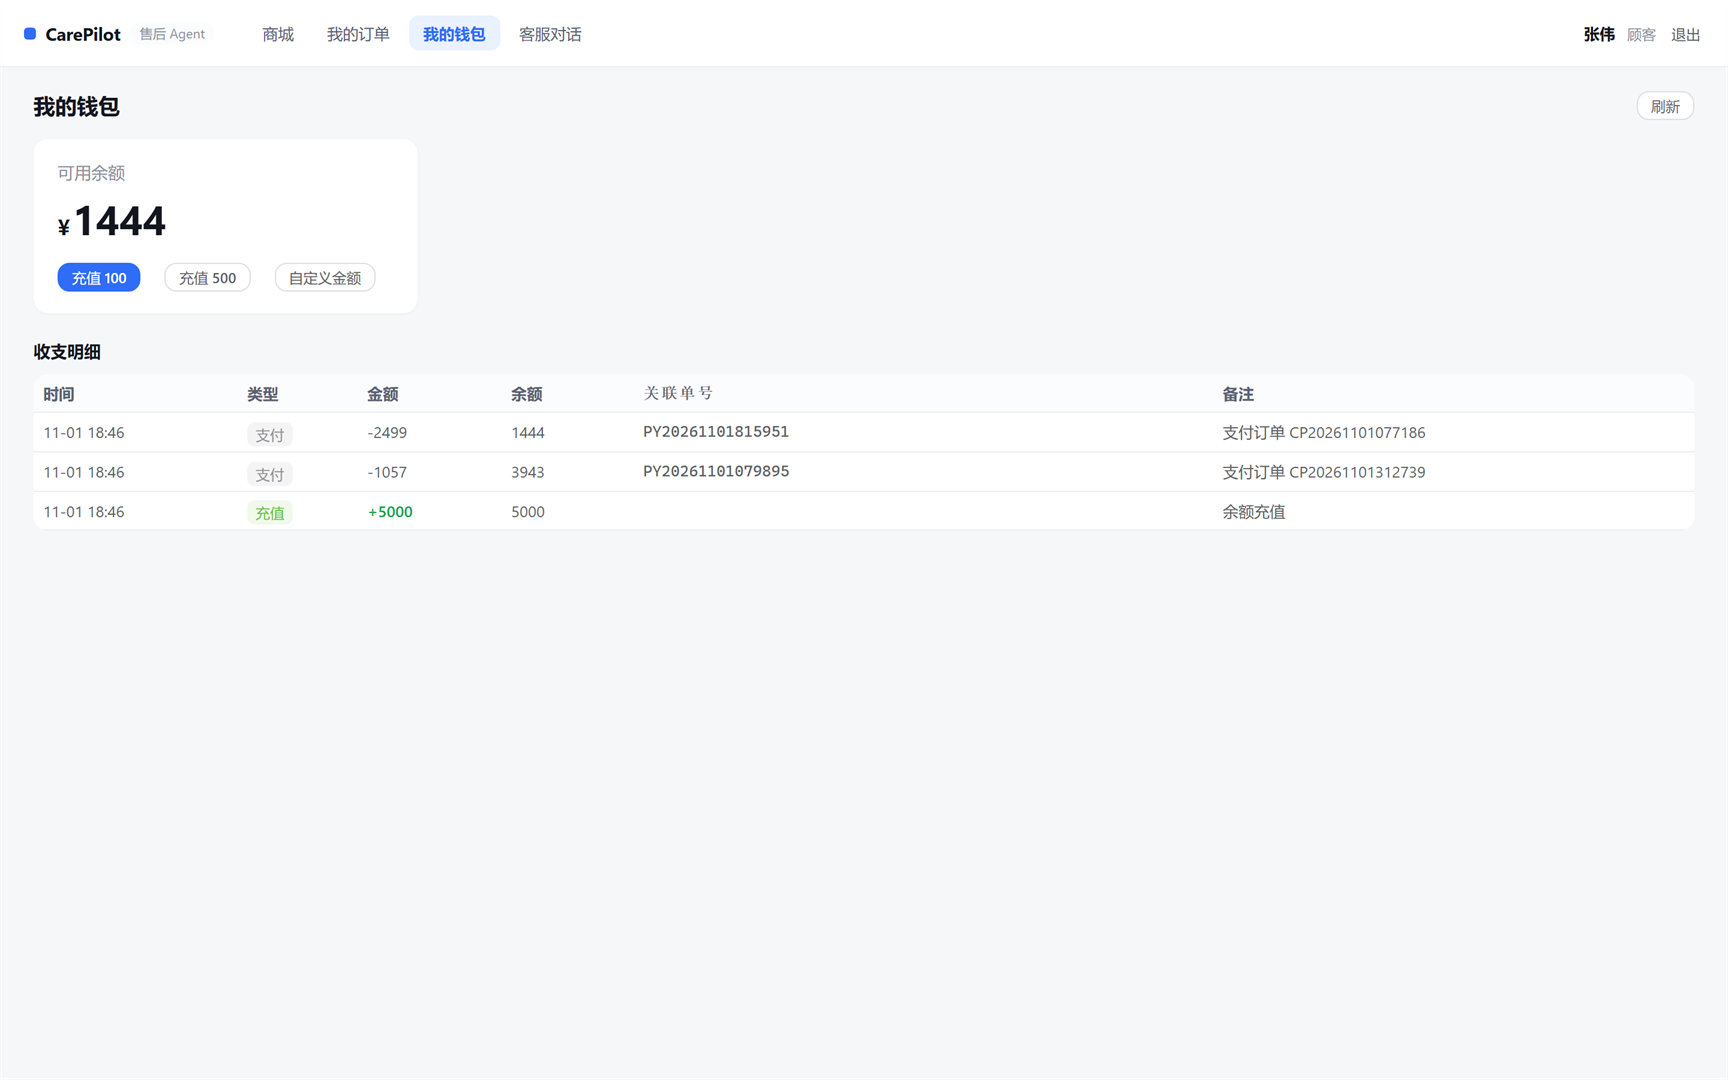 CarePilot 售后 Agent 商城 我的订单 我的钱包 客服对话 张伟 顾客 退出
我的钱包 刷新
可用余额
¥1444
充值 100 充值 500 自定义金额
收支明细
时间 类型 金额 余额 关联单号 备注
11-01 18:46 支付 -2499 1444 PY20261101815951 支付订单 CP20261101077186
11-01 18:46 支付 -1057 3943 PY20261101079895 支付订单 CP20261101312739
11-01 18:46 充值 +5000 5000 余额充值